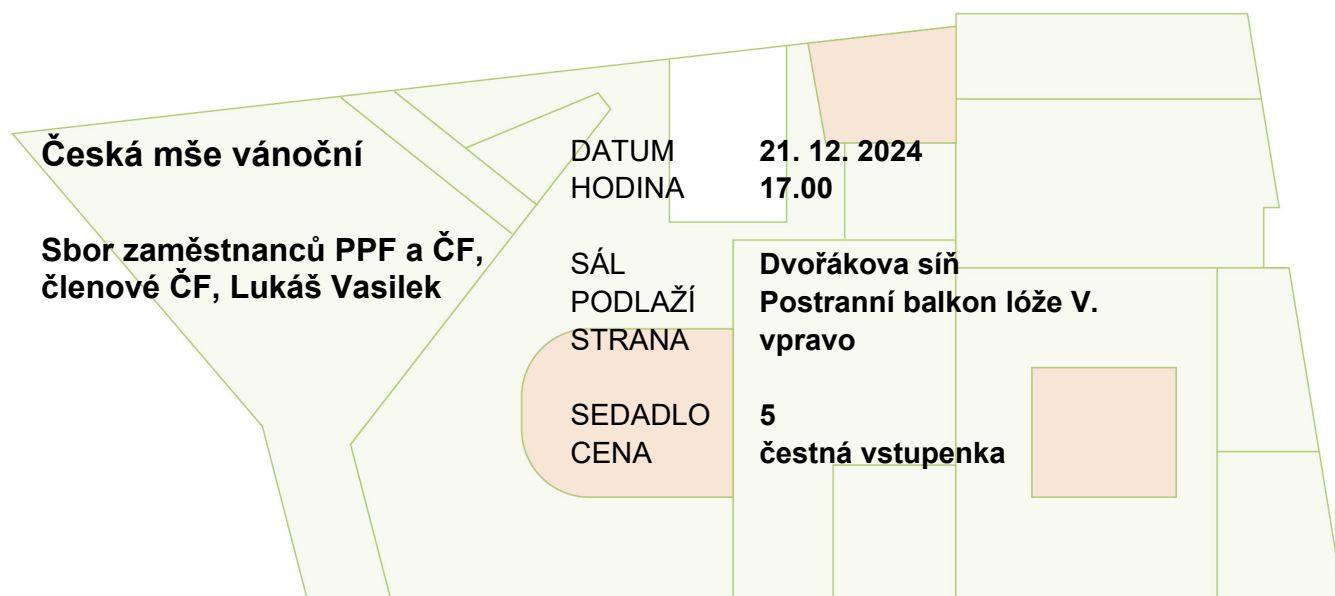 Česká mše vánoční
Sbor zaměstnanců PPF a ČF,
členové ČF, Lukáš Vasilek
DATUM 21. 12. 2024
HODINA 17.00
SÁL Dvořákova síň
PODLAŽÍ Postranní balkon lóže V.
STRANA vpravo
SEDADLO 5
CENA čestná vstupenka